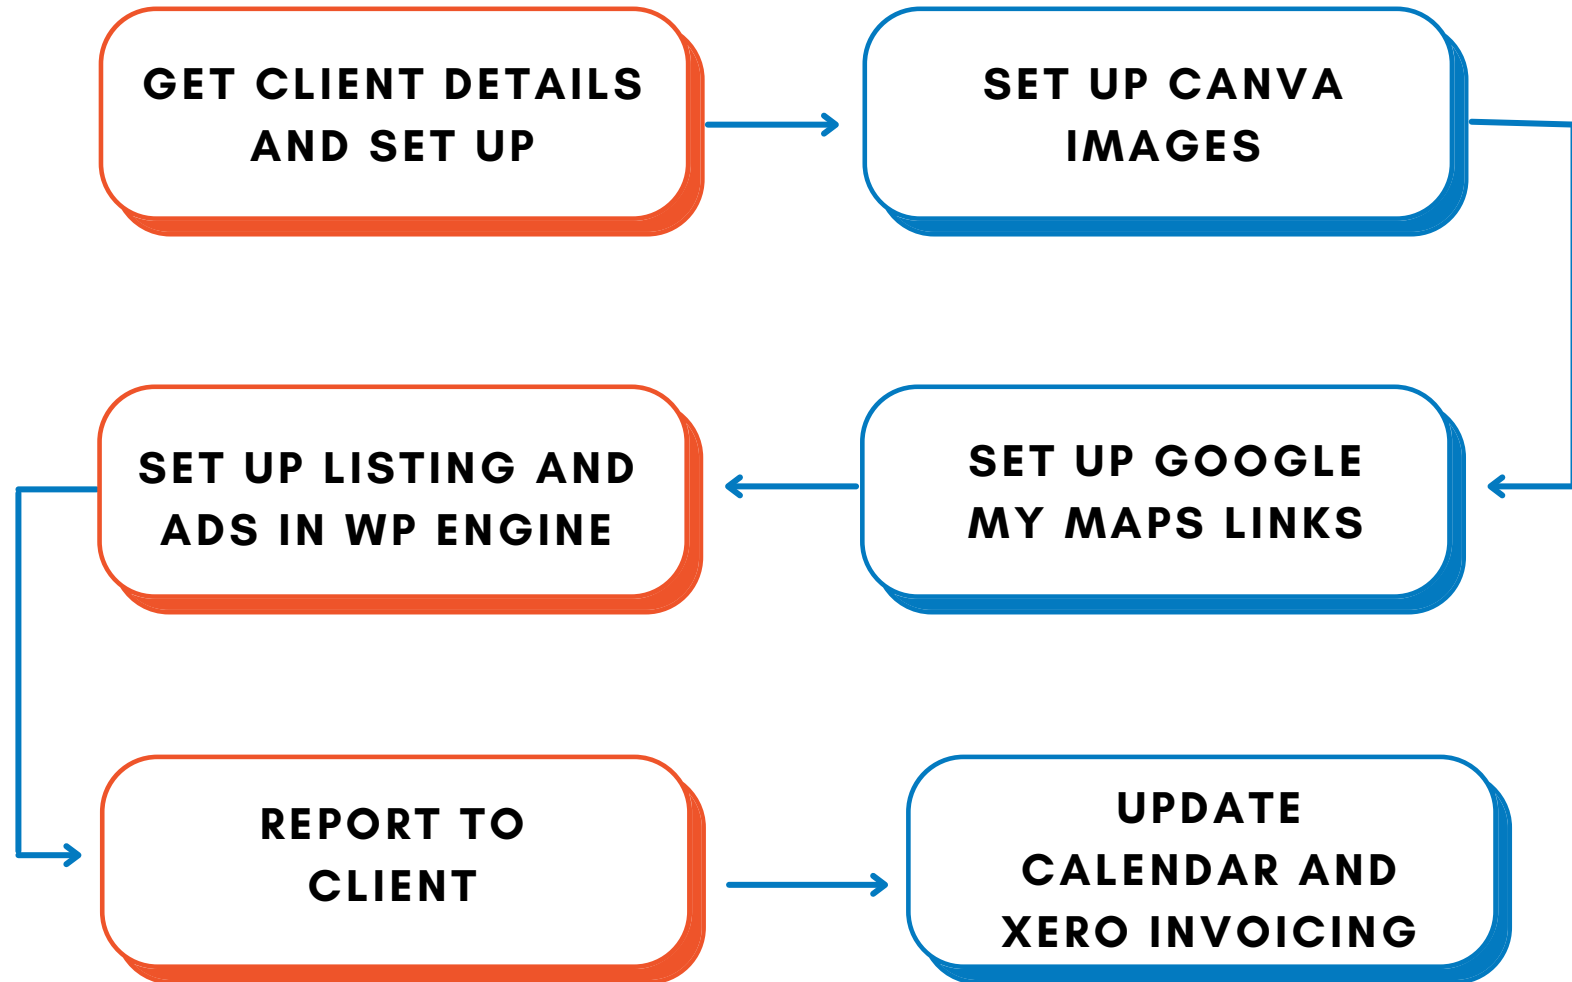 GET CLIENT DETAILS
AND SET UP
SET UP CANVA
IMAGES
SET UP GOOGLE
MY MAPS LINKS
SET UP LISTING AND
ADS IN WP ENGINE
REPORT TO
CLIENT
UPDATE
CALENDAR AND
XERO INVOICING